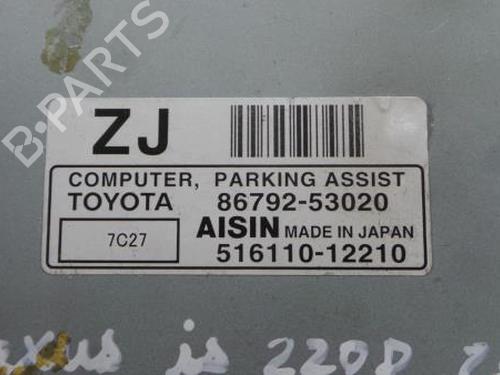 B-PARTS
ZJ
COMPUTER, PARKING ASSIST
TOYOTA 86792-53020
7C27
AISIN MADE IN JAPAN
516110-12210
is 220D